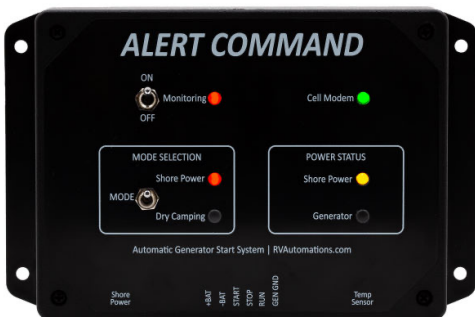 ALERT COMMAND
ON
Monitoring
OFF
Cell Modem
MODE SELECTION
Shore Power
MODE
Dry Camping
POWER STATUS
Shore Power
Generator
Automatic Generator Start System | RVAutomations.com
Shore
Power
+BAT
-BAT
START
STOP
RUN
GEN GND
Temp
Sensor